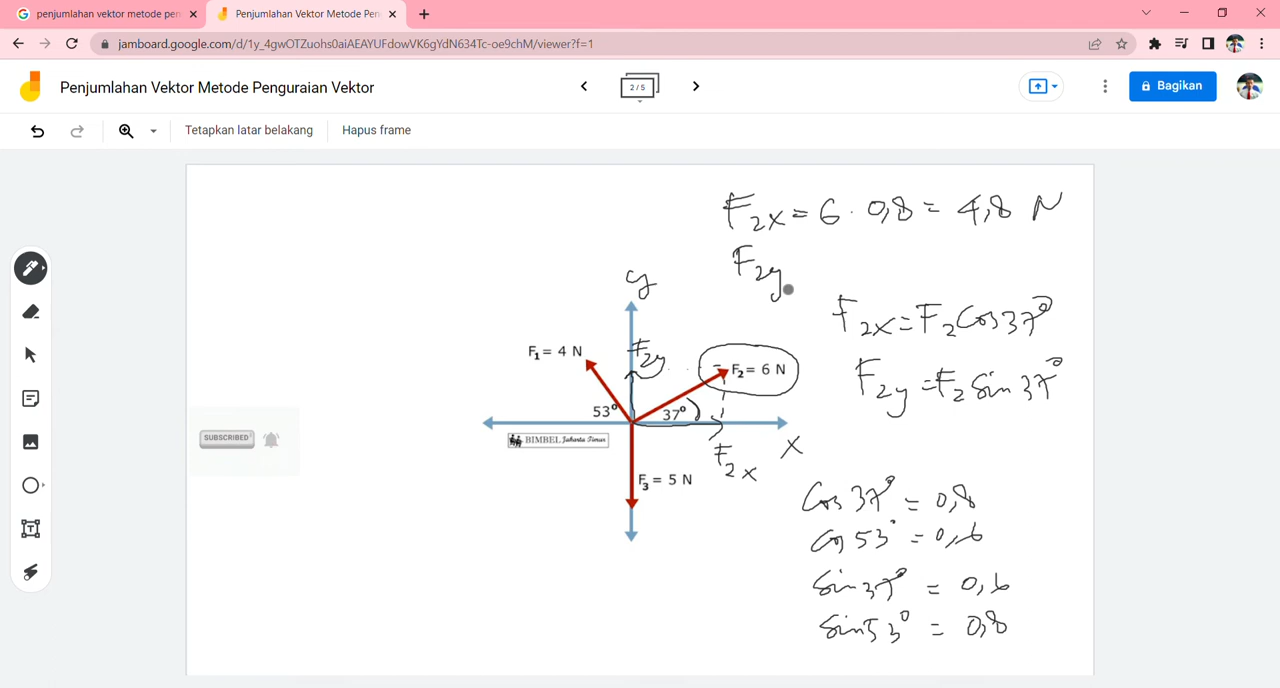 penjumlahan vektor metode pen
Penjumlahan Vektor Metode Pen
jamboard.google.com/d/1y_4gwOTZuohs0aiAEAYUFdowVK6gYdN634Tc-oe9chM/viewer?f=1
Penjumlahan Vektor Metode Penguraian Vektor
2 / 5
Bagikan
Tetapkan latar belakang
Hapus frame
F2x = 6 . 0,8 = 4,8 N
F2y
y
F2x = F2 Cos 37°
F1 = 4 N
F2y
F2 = 6 N
F2y = F2 Sin 37°
53°
37°
SUBSCRIBED
BIMBEL Jakarta Timur
x
F2x
F3 = 5 N
Cos 37° = 0,8
Cos 53° = 0,6
Sin 37° = 0,6
Sin 53° = 0,8